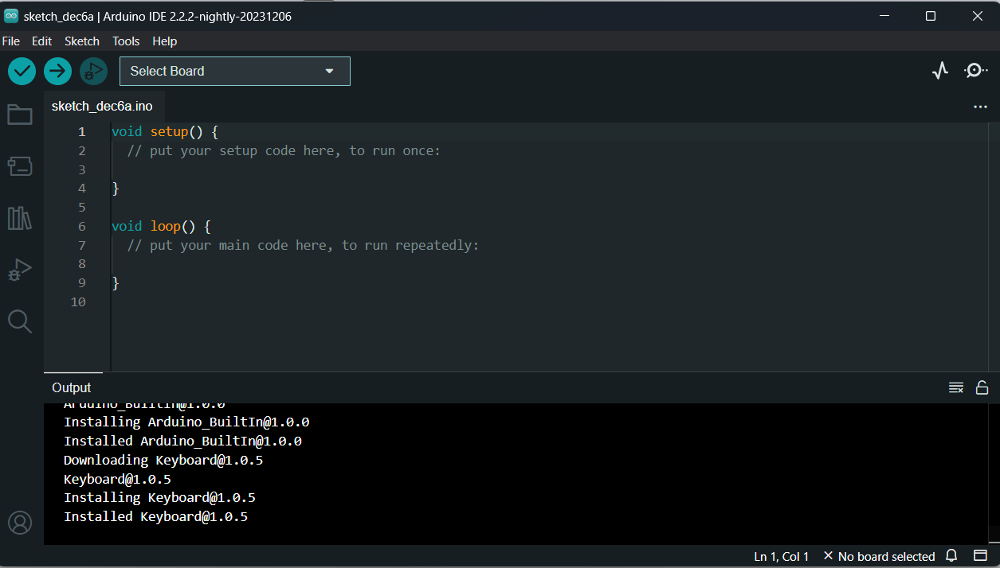 sketch_dec6a | Arduino IDE 2.2.2-nightly-20231206
File Edit Sketch Tools Help
Select Board
sketch_dec6a.ino
1 void setup() {
2 // put your setup code here, to run once:
3
4 }
5
6 void loop() {
7 // put your main code here, to run repeatedly:
8
9 }
10
Output
Arduino_BuiltIn@1.0.0
Installing Arduino_BuiltIn@1.0.0
Installed Arduino_BuiltIn@1.0.0
Downloading Keyboard@1.0.5
Keyboard@1.0.5
Installing Keyboard@1.0.5
Installed Keyboard@1.0.5
Ln 1, Col 1 × No board selected